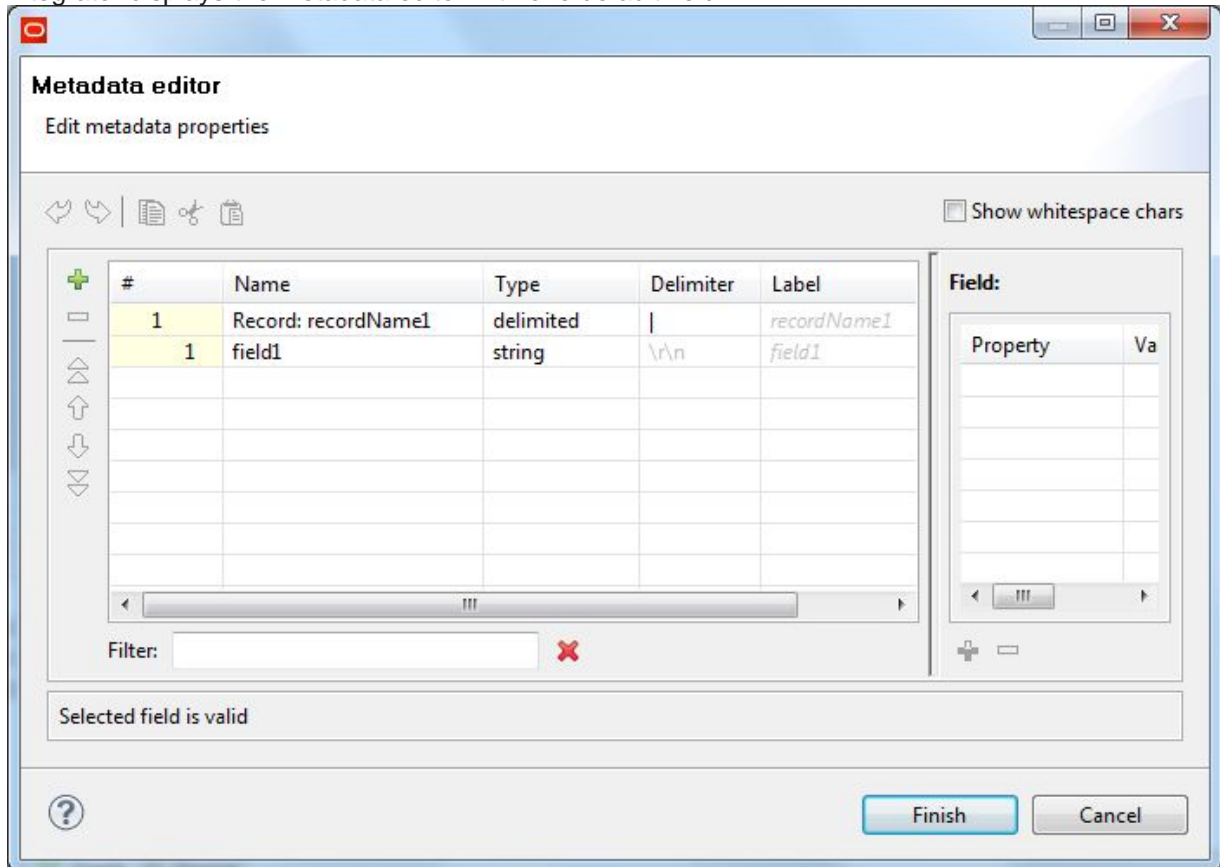 Metadata editor
Edit metadata properties
Show whitespace chars
# Name Type Delimiter Label
1 Record: recordName1 delimited | recordName1
1 field1 string \r\n field1
Field:
Property Va
Filter:
Selected field is valid
Finish Cancel